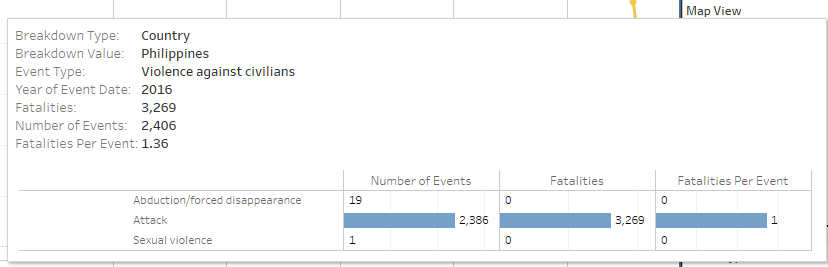 Map View
Breakdown Type: Country
Breakdown Value: Philippines
Event Type: Violence against civilians
Year of Event Date: 2016
Fatalities: 3,269
Number of Events: 2,406
Fatalities Per Event: 1.36
Number of Events Fatalities Fatalities Per Event
Abduction/forced disappearance 19 0 0
Attack 2,386 3,269 1
Sexual violence 1 0 0